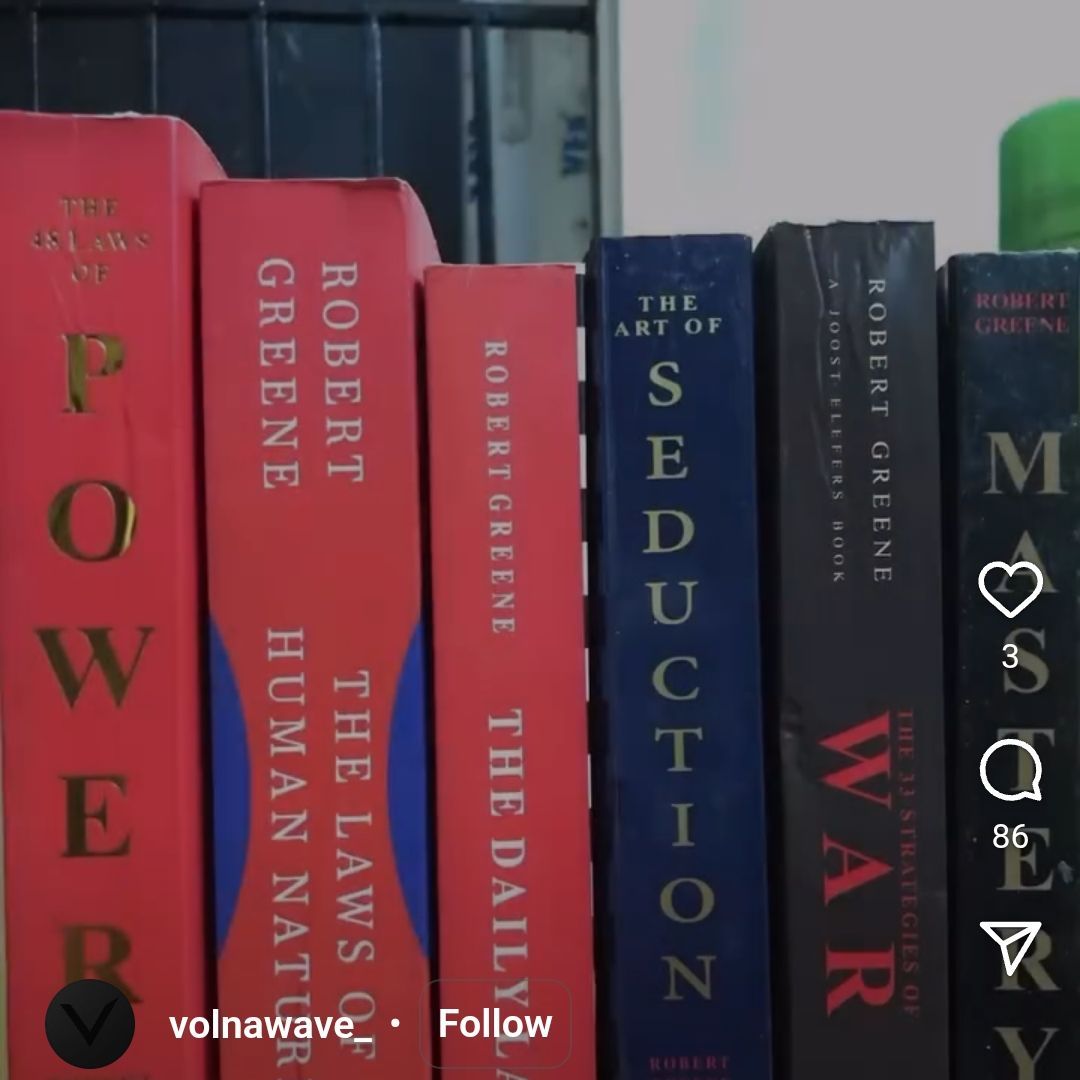 THE
48 LAWS
OF
POWER
ROBERT
GREENE
THE LAWS OF
HUMAN NATUR
ROBERT GREENE
THE DAILY LA
THE
ART OF
SEDUCTION
ROBERT
ROBERT GREENE
A JOOST ELFFERS BOOK
THE 33 STRATEGIES OF
WAR
ROBERT
GREENE
MASTERY
3
86
volnawave_ • Follow